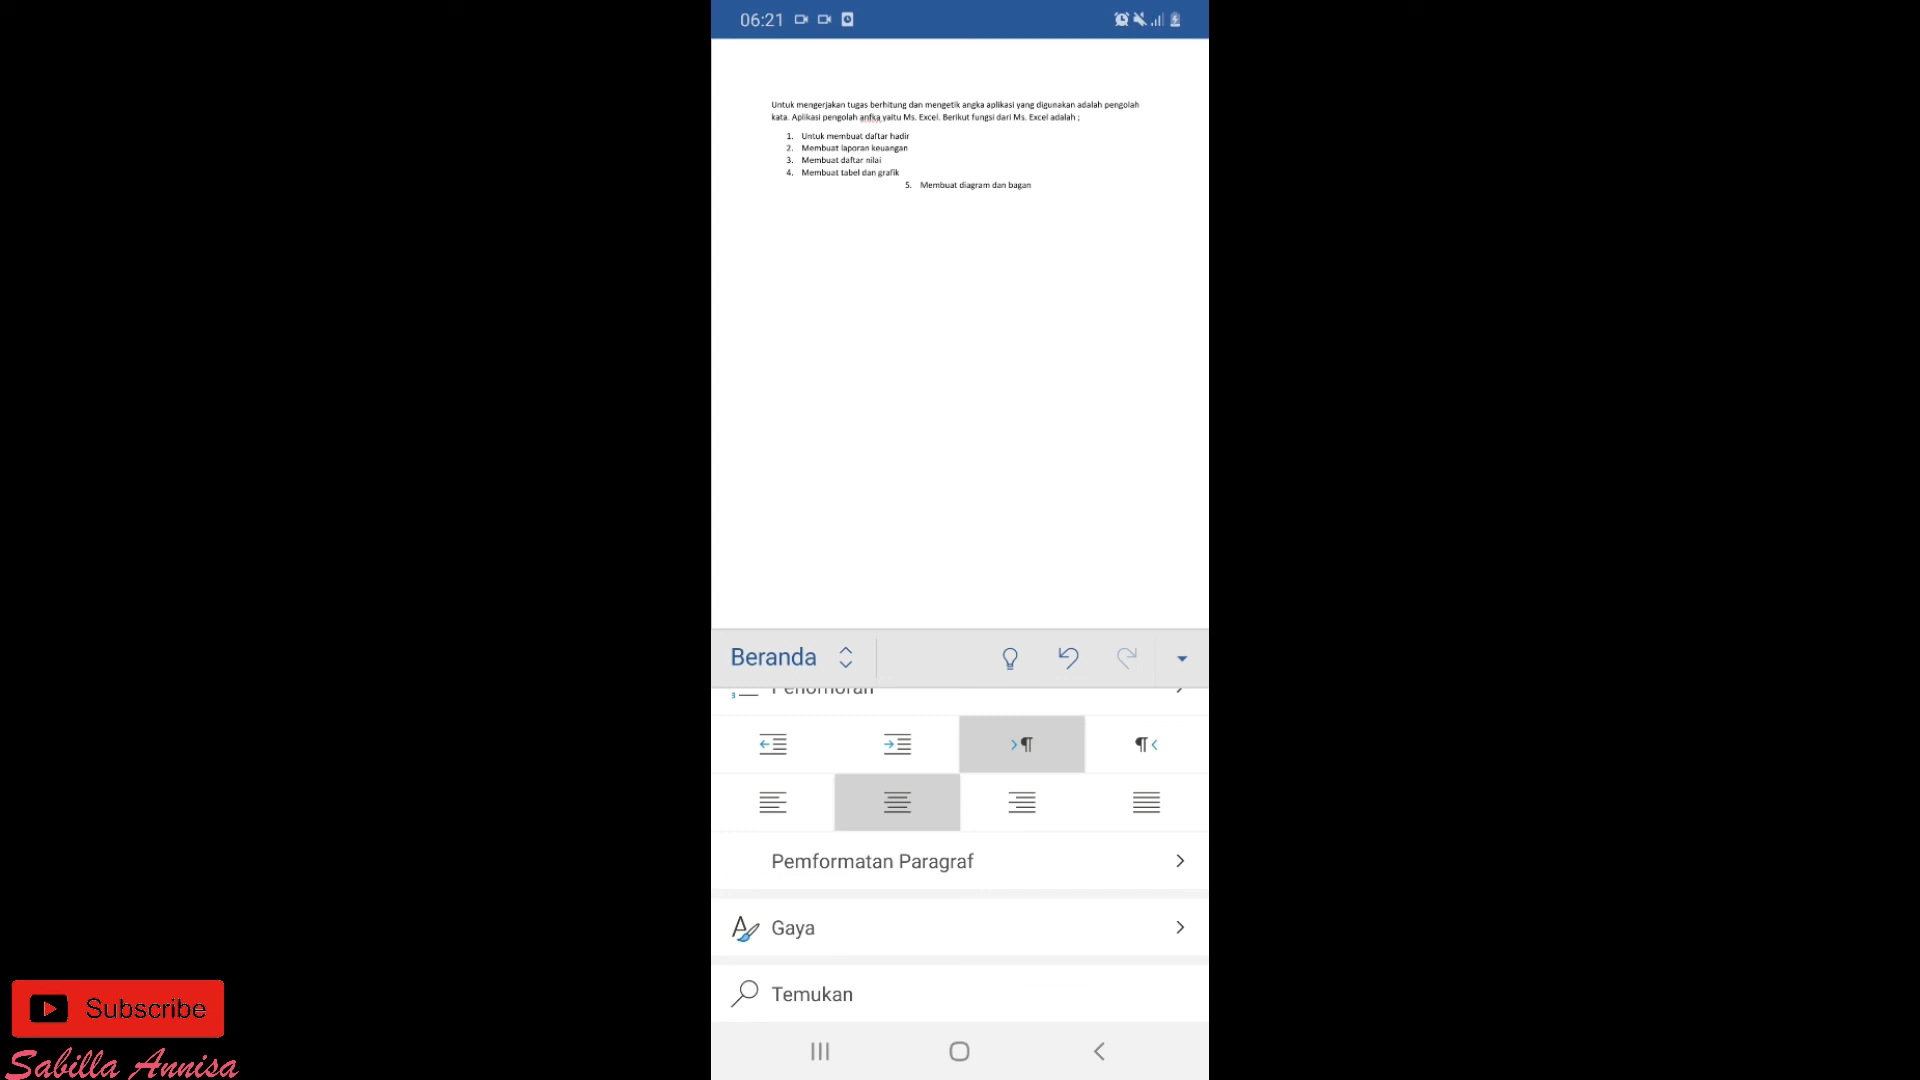 06:21
Untuk mengerjakan tugas berhitung dan mengetik angka aplikasi yang digunakan adalah pengolah
kata. Aplikasi pengolah anfka yaitu Ms. Excel. Berikut fungsi dari Ms. Excel adalah ;
1. Untuk membuat daftar hadir
2. Membuat laporan keuangan
3. Membuat daftar nilai
4. Membuat tabel dan grafik
5. Membuat diagram dan bagan
Beranda
Penomoran
Pemformatan Paragraf
Gaya
Temukan
Subscribe
Sabilla Annisa